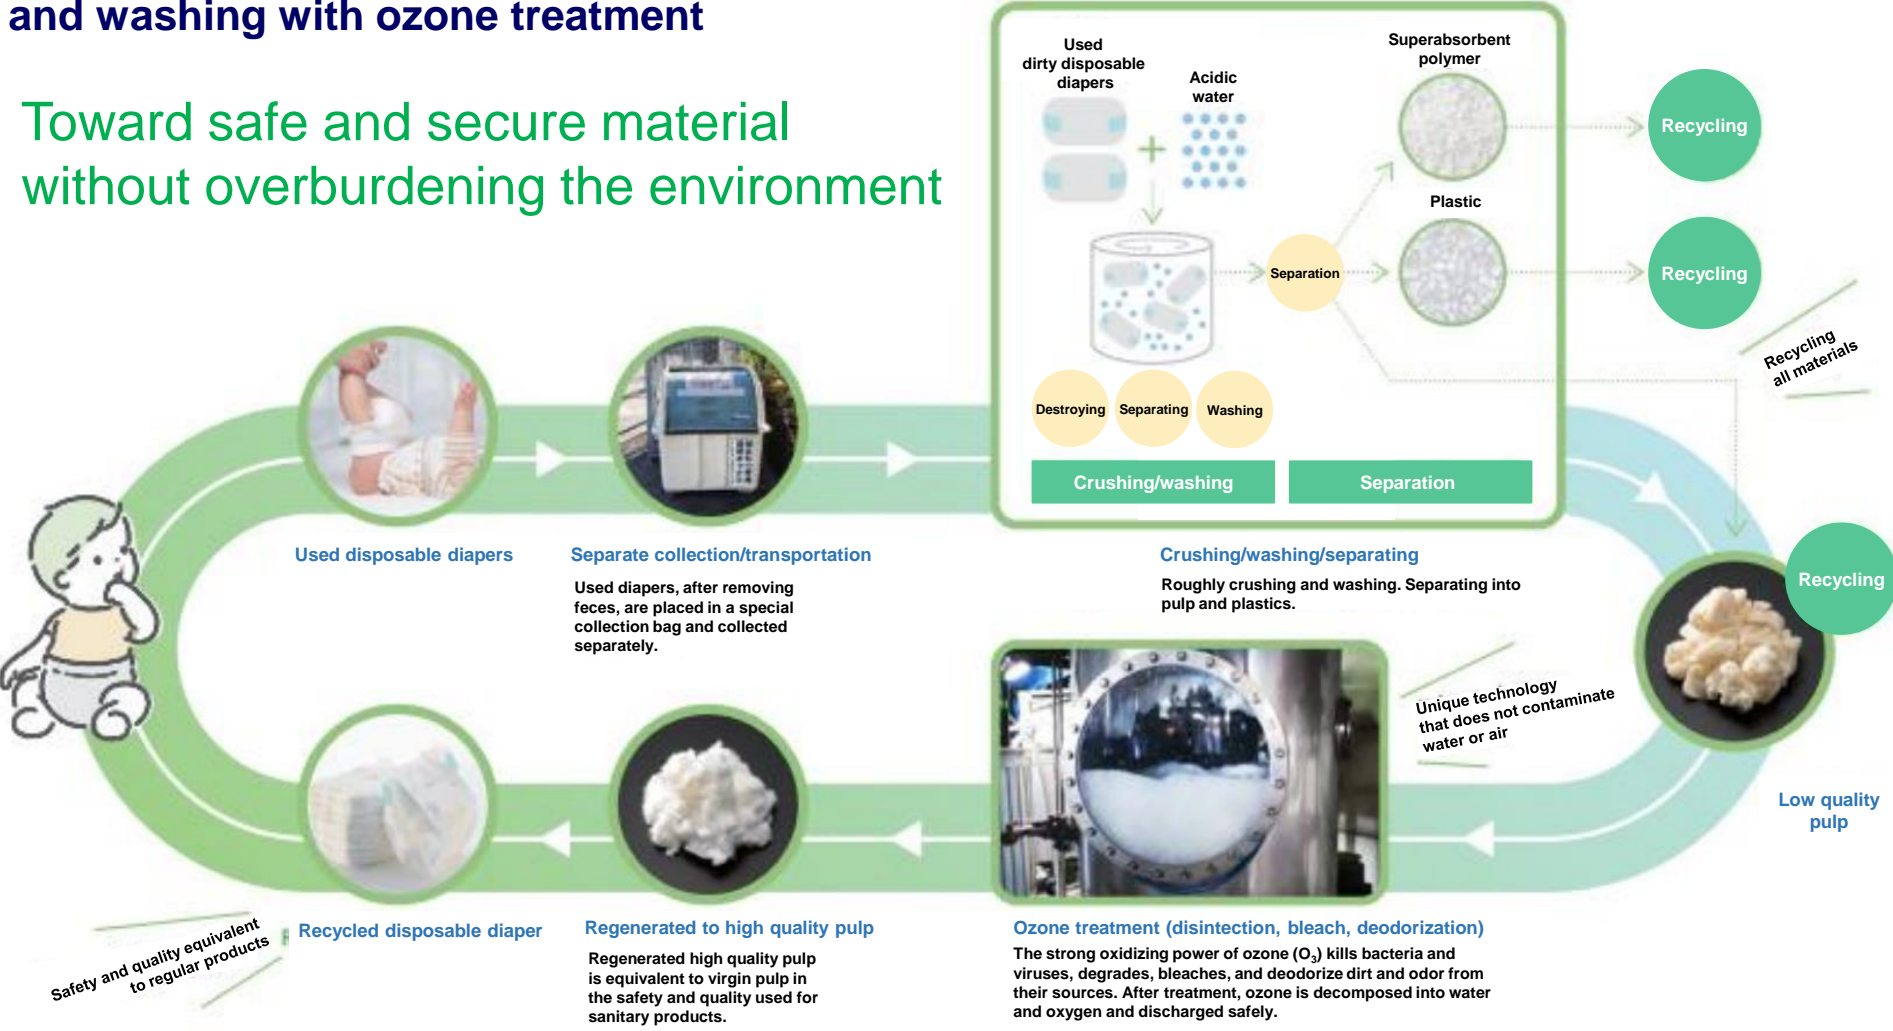 and washing with ozone treatment
Toward safe and secure material
without overburdening the environment
Used
dirty disposable
diapers
Acidic
water
Superabsorbent
polymer
Recycling
Plastic
Separation
Recycling
Recycling
all materials
Destroying
Separating
Washing
Crushing/washing
Separation
Used disposable diapers
Separate collection/transportation
Used diapers, after removing
feces, are placed in a special
collection bag and collected
separately.
Crushing/washing/separating
Roughly crushing and washing. Separating into
pulp and plastics.
Recycling
Unique technology
that does not contaminate
water or air
Low quality
pulp
Safety and quality equivalent
to regular products
Recycled disposable diaper
Regenerated to high quality pulp
Regenerated high quality pulp
is equivalent to virgin pulp in
the safety and quality used for
sanitary products.
Ozone treatment (disintection, bleach, deodorization)
The strong oxidizing power of ozone (O₃) kills bacteria and
viruses, degrades, bleaches, and deodorize dirt and odor from
their sources. After treatment, ozone is decomposed into water
and oxygen and discharged safely.